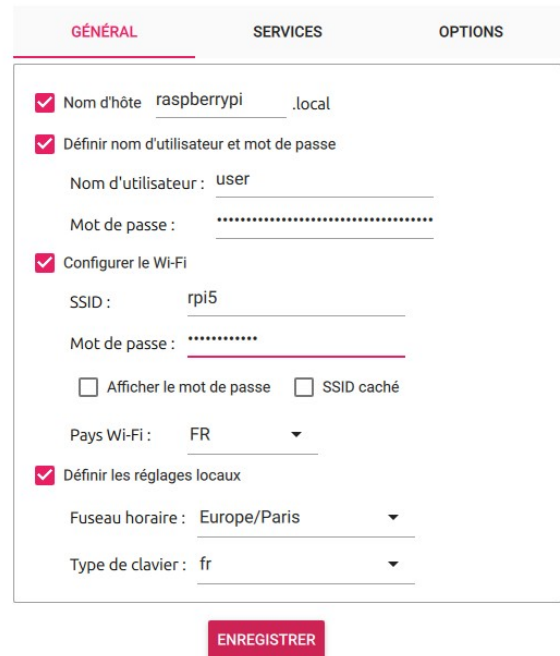 GÉNÉRAL SERVICES OPTIONS
Nom d'hôte raspberrypi .local
Définir nom d'utilisateur et mot de passe
Nom d'utilisateur : user
Mot de passe : •••••••••••••••••••••••••••••••••••••
Configurer le Wi-Fi
SSID : rpi5
Mot de passe : ••••••••••••
Afficher le mot de passe SSID caché
Pays Wi-Fi : FR
Définir les réglages locaux
Fuseau horaire : Europe/Paris
Type de clavier : fr
ENREGISTRER